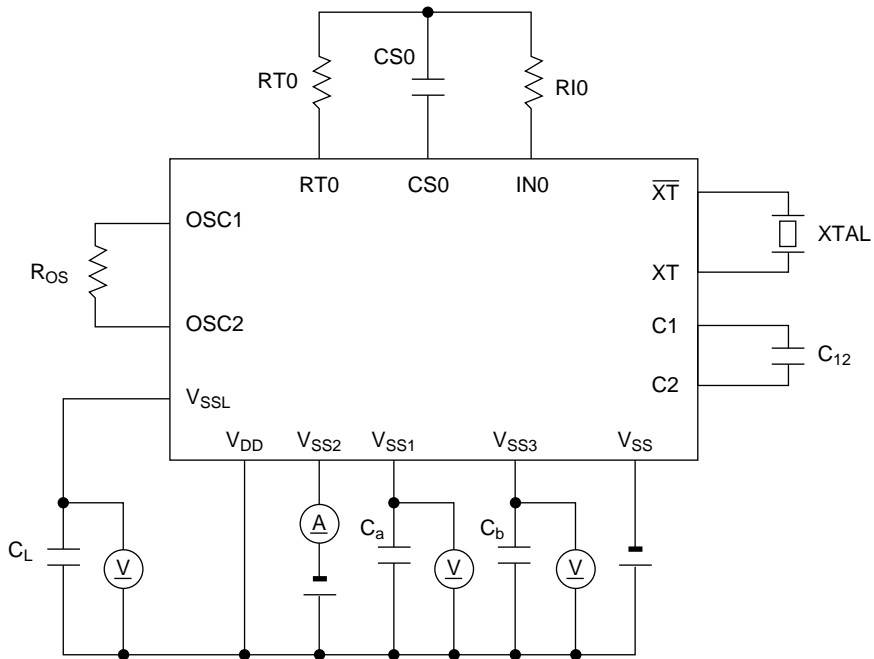 CS0
RT0
RI0
RT0 CS0 IN0
XT
OSC1
XTAL
R_OS
XT
OSC2
C1
C_12
C2
V_SSL
V_DD V_SS2 V_SS1 V_SS3 V_SS
A
C_a
C_b
C_L
V
V
V